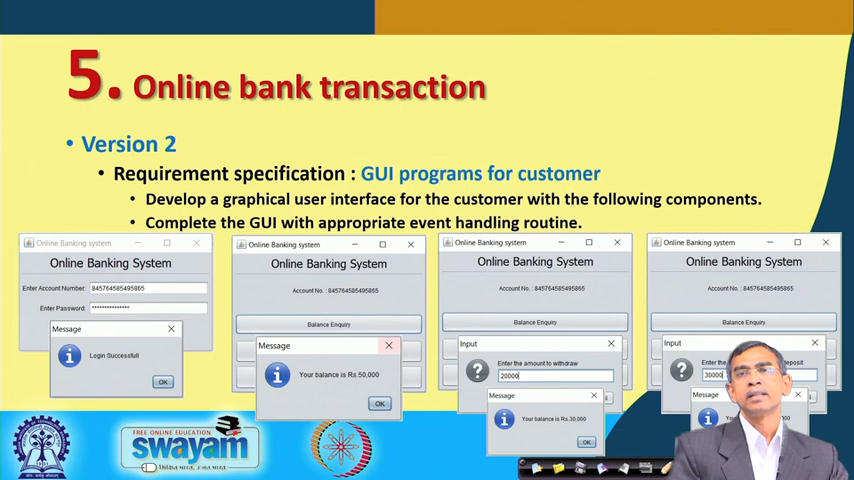 5. Online bank transaction
• Version 2
• Requirement specification : GUI programs for customer
• Develop a graphical user interface for the customer with the following components.
• Complete the GUI with appropriate event handling routine.
Online Banking system
Online Banking System
Enter Account Number: 845764585495865
Enter Password: ***************
Message
Login Successfull
OK
Online Banking system
Online Banking System
Account No. : 845764585495865
Balance Enquiry
Message
Your balance is Rs.50,000
OK
Online Banking system
Online Banking System
Account No. : 845764585495865
Balance Enquiry
Input
Enter the amount to withdraw
20000
Message
Your balance is Rs.30,000
OK
Online Banking system
Online Banking System
Account No. : 845764585495865
Balance Enquiry
Input
Enter the
deposit
30000
Message
FREE ONLINE EDUCATION
swayam